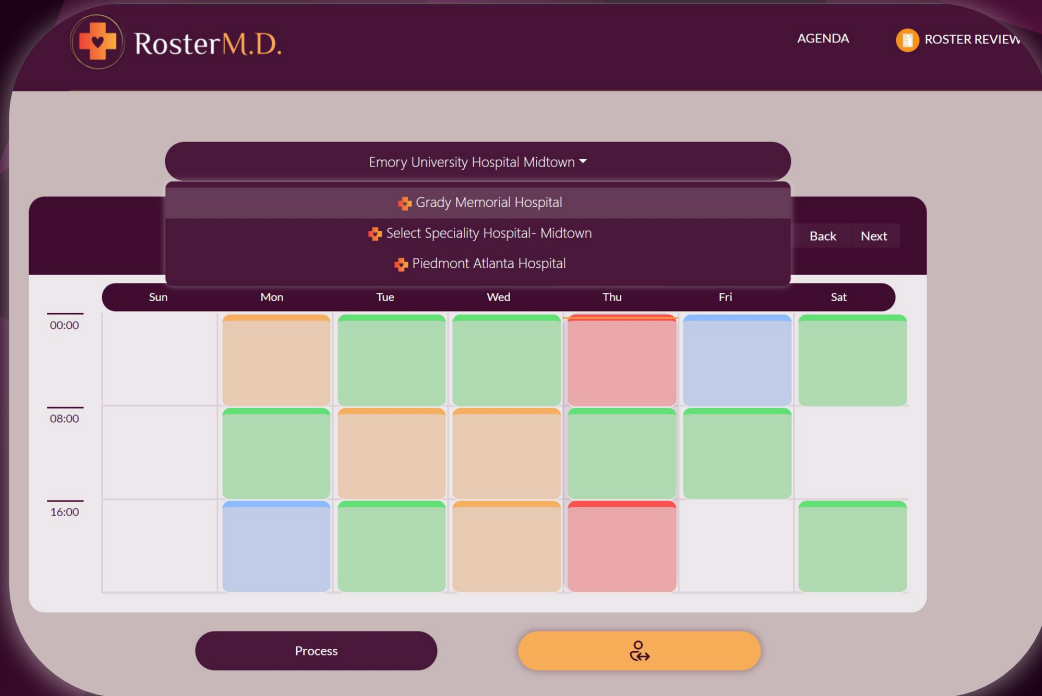 RosterM.D.
AGENDA
ROSTER REVIEW
Emory University Hospital Midtown
Grady Memorial Hospital
Select Speciality Hospital- Midtown
Piedmont Atlanta Hospital
Back Next
Sun Mon Tue Wed Thu Fri Sat
00:00
08:00
16:00
Process